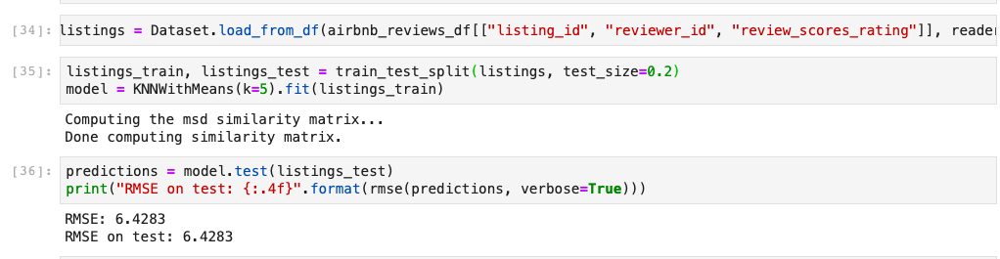 [34]: listings = Dataset.load_from_df(airbnb_reviews_df[["listing_id", "reviewer_id", "review_scores_rating"]], reader
[35]: listings_train, listings_test = train_test_split(listings, test_size=0.2)
model = KNNWithMeans(k=5).fit(listings_train)
Computing the msd similarity matrix...
Done computing similarity matrix.
[36]: predictions = model.test(listings_test)
print("RMSE on test: {:.4f}".format(rmse(predictions, verbose=True)))
RMSE: 6.4283
RMSE on test: 6.4283